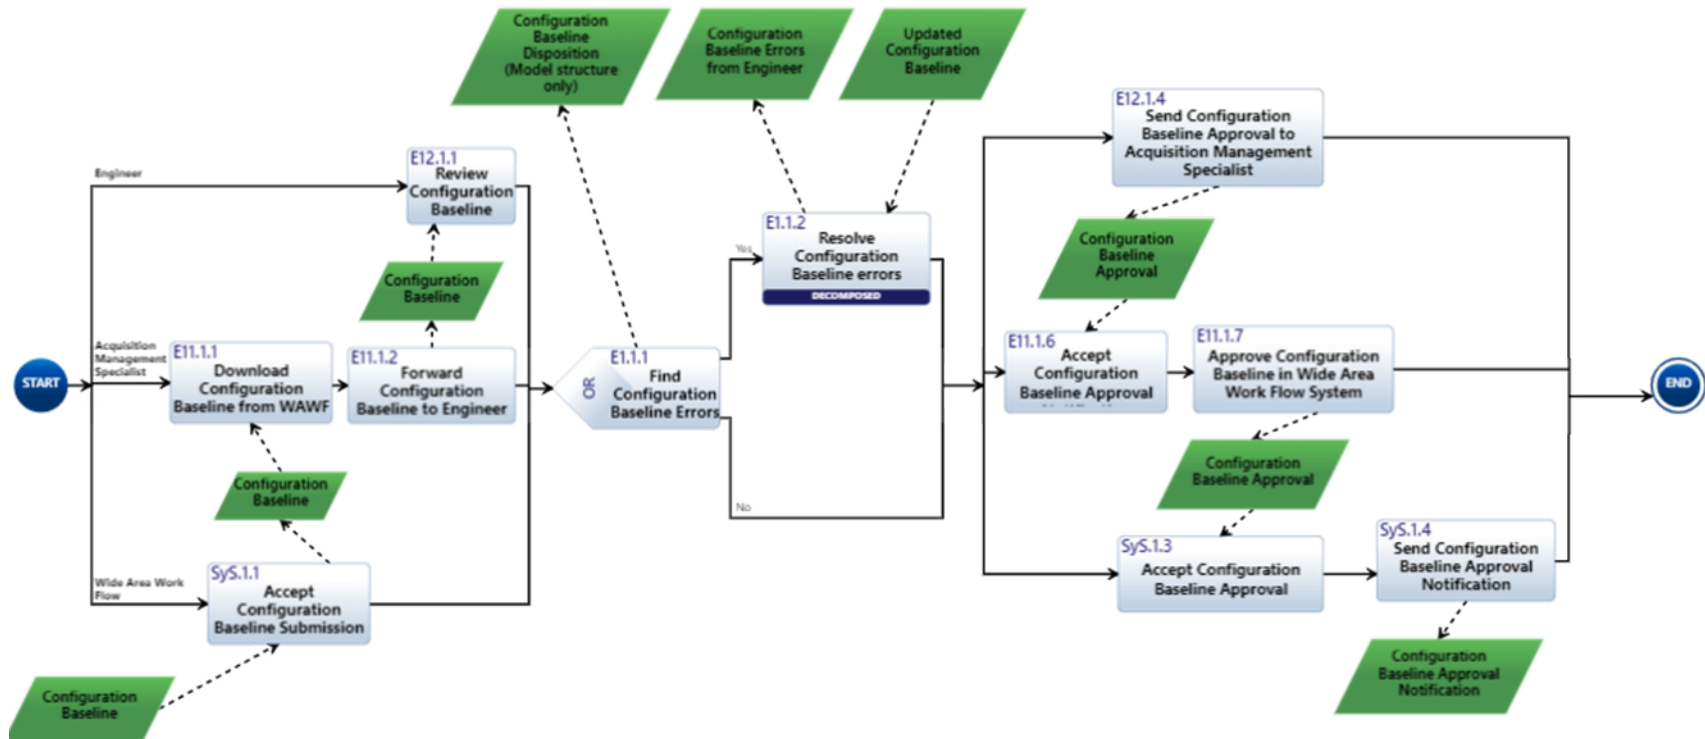 Configuration
Baseline
Disposition
(Model structure
only)
Configuration
Baseline Errors
from Engineer
Updated
Configuration
Baseline
E12.1.4
Send Configuration
Baseline Approval to
Acquisition Management
Specialist
Engineer
E12.1.1
Review
Configuration
Baseline
E1.1.2
Resolve
Configuration
Baseline errors
DECOMPOSED
Yes
Configuration
Baseline
Approval
Configuration
Baseline
START
Acquisition
Management
Specialist
E11.1.1
Download
Configuration
Baseline from WAWF
E11.1.2
Forward
Configuration
Baseline to Engineer
OR
E1.1.1
Find
Configuration
Baseline Errors
E11.1.6
Accept
Configuration
Baseline Approval
E11.1.7
Approve Configuration
Baseline in Wide Area
Work Flow System
END
Configuration
Baseline
No
Configuration
Baseline Approval
Wide Area Work
Flow
SyS.1.1
Accept
Configuration
Baseline Submission
SyS.1.3
Accept Configuration
Baseline Approval
SyS.1.4
Send Configuration
Baseline Approval
Notification
Configuration
Baseline
Configuration
Baseline Approval
Notification